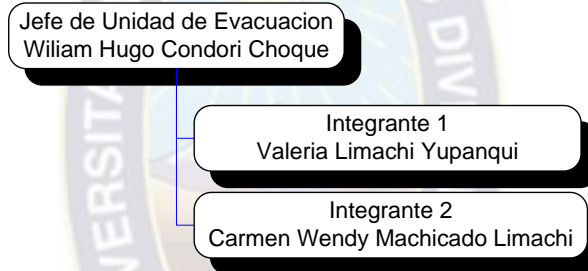 Jefe de Unidad de Evacuacion
Wiliam Hugo Condori Choque
Integrante 1
Valeria Limachi Yupanqui
Integrante 2
Carmen Wendy Machicado Limachi